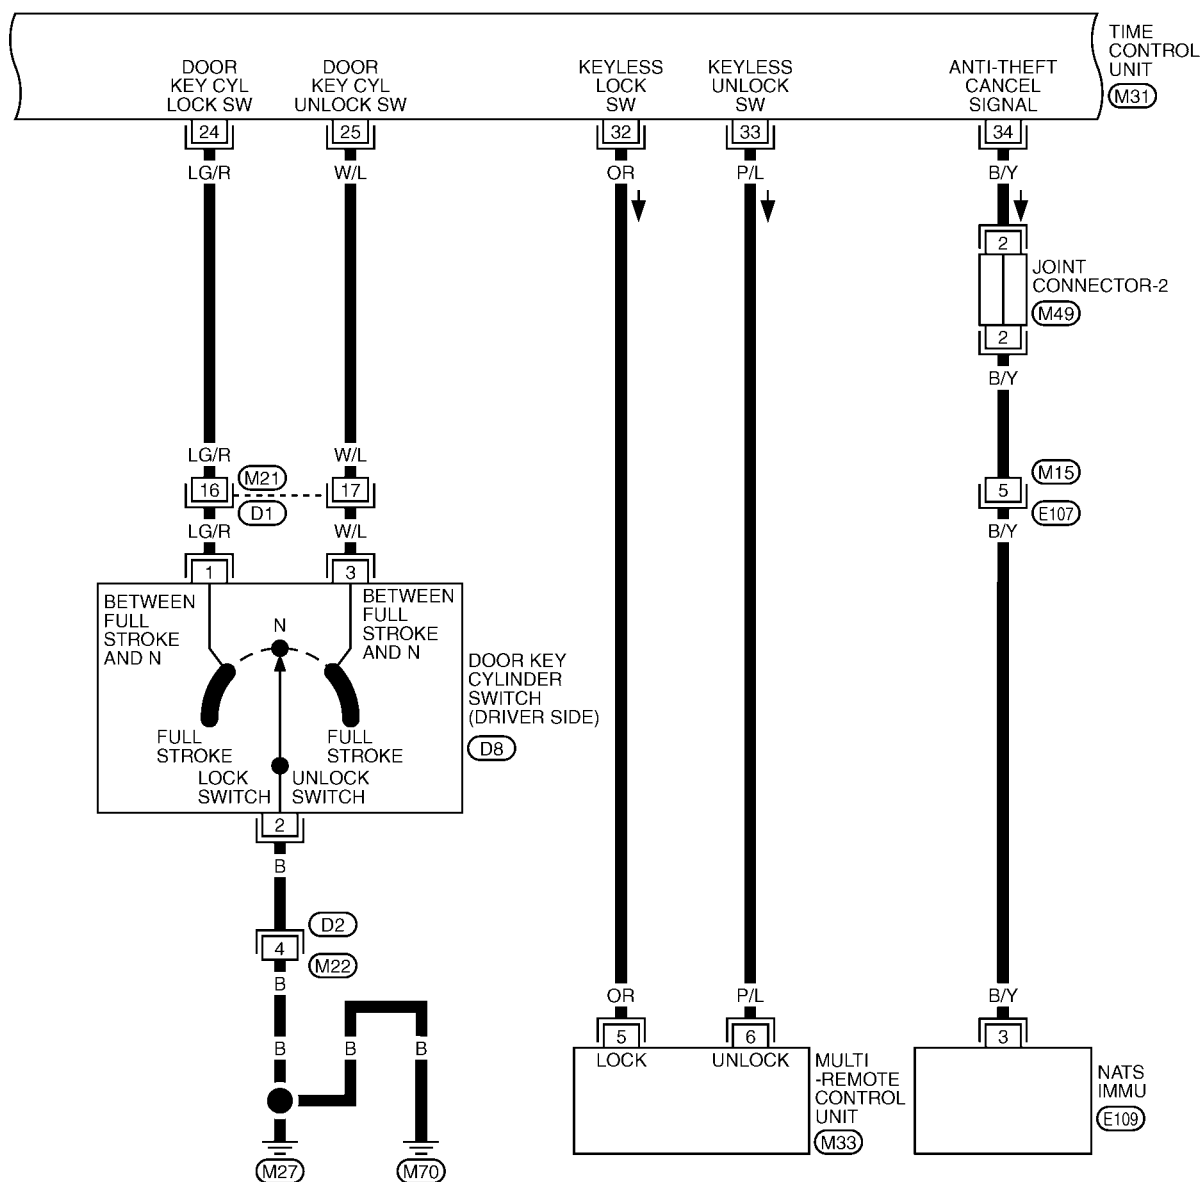 DOOR
KEY CYL
LOCK SW
DOOR
KEY CYL
UNLOCK SW
KEYLESS
LOCK
SW
KEYLESS
UNLOCK
SW
ANTI-THEFT
CANCEL
SIGNAL
TIME
CONTROL
UNIT
M31
24
25
32
33
34
LG/R
W/L
OR
P/L
B/Y
2
JOINT
CONNECTOR-2
M49
2
B/Y
LG/R
W/L
16
M21
D1
17
M15
5
E107
LG/R
W/L
B/Y
1
3
BETWEEN
FULL
STROKE
AND N
N
BETWEEN
FULL
STROKE
AND N
FULL
STROKE
FULL
STROKE
LOCK
SWITCH
UNLOCK
SWITCH
DOOR KEY
CYLINDER
SWITCH
(DRIVER SIDE)
D8
2
B
D2
4
M22
B
B
B
B
M27
M70
OR
P/L
B/Y
5
6
3
LOCK
UNLOCK
MULTI
-REMOTE
CONTROL
UNIT
M33
NATS
IMMU
E109